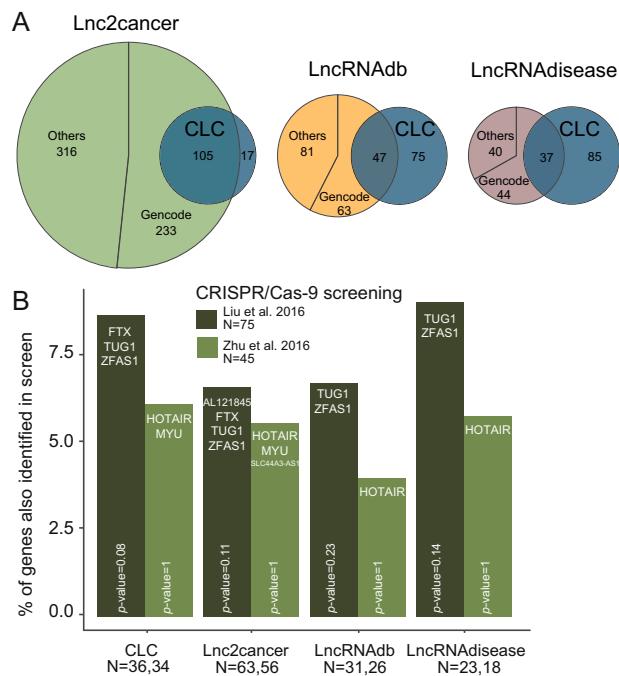 A
Lnc2cancer
LncRNAdb
LncRNAdisease
Others
316
CLC
105
17
Gencode
233
Others
81
CLC
47
75
Gencode
63
Others
40
CLC
37
85
Gencode
44
B
CRISPR/Cas-9 screening
Liu et al. 2016
N=75
Zhu et al. 2016
N=45
% of genes also identified in screen
7.5
5.0
2.5
0.0
FTX
TUG1
ZFAS1
p-value=0.08
HOTAIR
MYU
p-value=1
AL121845
FTX
TUG1
ZFAS1
p-value=0.11
HOTAIR
MYU
SLC44A3-AS1
p-value=1
TUG1
ZFAS1
p-value=0.23
HOTAIR
p-value=1
TUG1
ZFAS1
p-value=0.14
HOTAIR
p-value=1
CLC
N=36,34
Lnc2cancer
N=63,56
LncRNAdb
N=31,26
LncRNAdisease
N=23,18